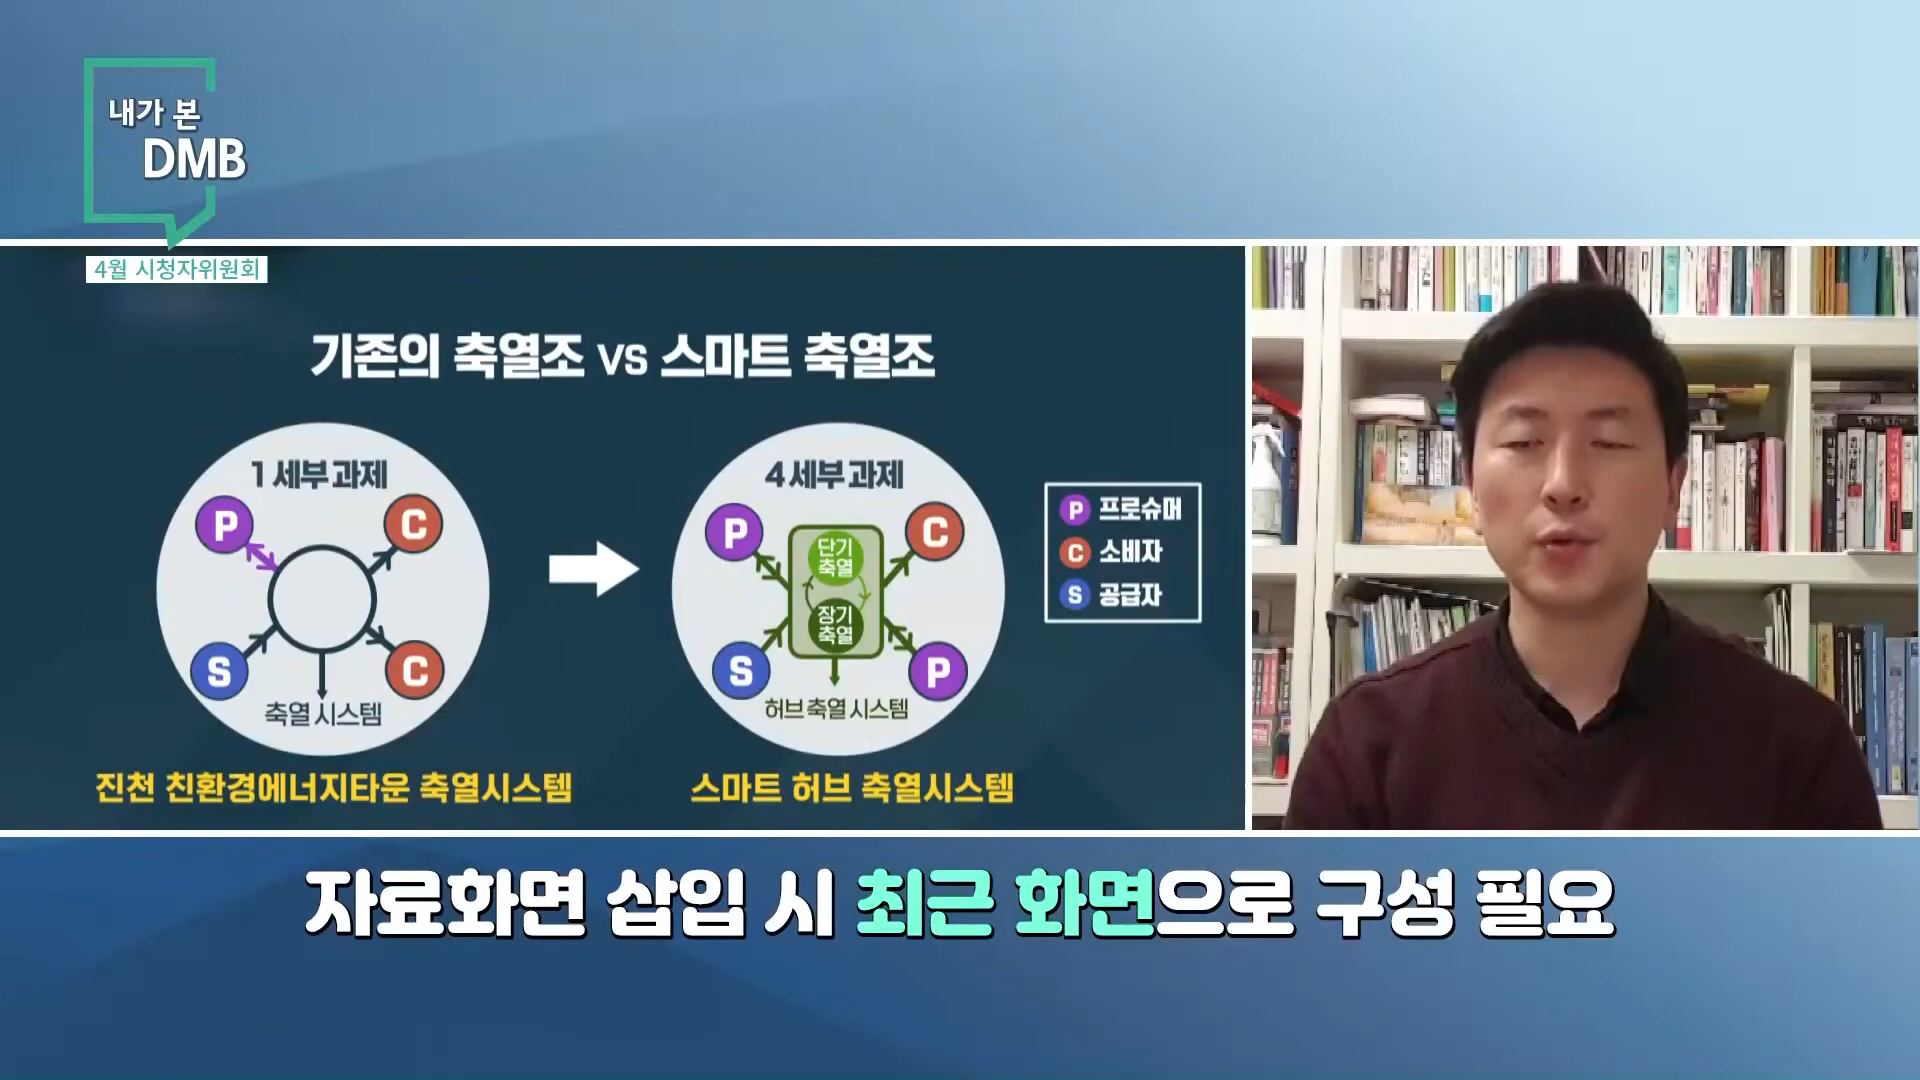 내가 본
DMB
4월 시청자위원회
기존의 축열조 VS 스마트 축열조
1 세부 과제
P
C
S
C
축열 시스템
진천 친환경에너지타운 축열시스템
4 세부 과제
P
C
단기
축열
장기
축열
S
P
허브 축열 시스템
스마트 허브 축열시스템
P 프로슈머
C 소비자
S 공급자
자료화면 삽입 시 최근 화면으로 구성 필요